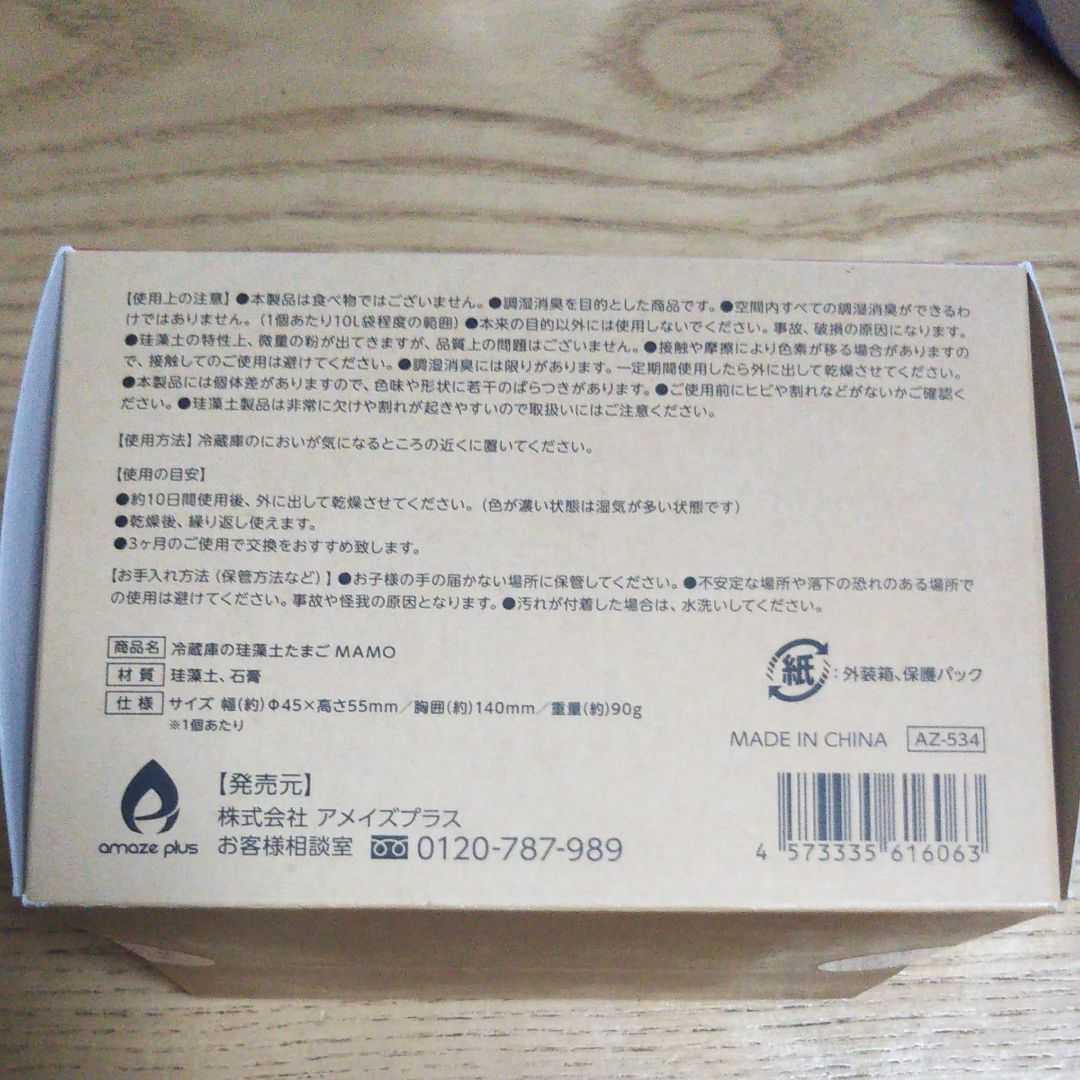 【使用上の注意】●本製品は食べ物ではございません。●調湿消臭を目的とした商品です。●空間内すべての調湿消臭ができるわ
けではありません。（1個あたり10L袋程度の範囲）●本来の目的以外には使用しないでください。事故、破損の原因になります。
●珪藻土の特性上、微量の粉が出てきますが、品質上の問題はございません。●接触や摩擦により色素が移る場合がありますの
で、接触してのご使用は避けてください。●調湿消臭には限りがあります。一定期間使用したら外に出して乾燥させてください。
●本製品には個体差がありますので、色味や形状に若干のばらつきがあります。●ご使用前にヒビや割れなどがないかご確認く
ださい。●珪藻土製品は非常に欠けや割れが起きやすいので取扱いにはご注意ください。
【使用方法】冷蔵庫のにおいが気になるところの近くに置いてください。
【使用の目安】
●約10日間使用後、外に出して乾燥させてください。（色が濃い状態は湿気が多い状態です）
●乾燥後、繰り返し使えます。
●3ヶ月のご使用で交換をおすすめ致します。
【お手入れ方法（保管方法など）】●お子様の手の届かない場所に保管してください。●不安定な場所や落下の恐れのある場所で
の使用は避けてください。事故や怪我の原因となります。●汚れが付着した場合は、水洗いしてください。
商品名 冷蔵庫の珪藻土たまごMAMO
材質 珪藻土、石膏
仕様 サイズ 幅(約)Φ45×高さ55mm／胸囲(約)140mm／重量(約)90g
※1個あたり
紙:外装箱、保護パック
MADE IN CHINA AZ-534
amaze plus
【発売元】
株式会社 アメイズプラス
お客様相談室 0120-787-989
4 573335 616063